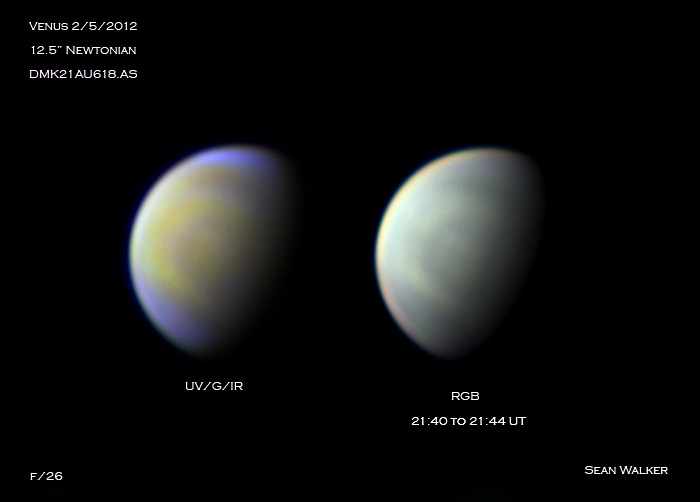 Venus 2/5/2012
12.5" Newtonian
DMK21AU618.AS
UV/G/IR
RGB
21:40 to 21:44 UT
f/26
Sean Walker